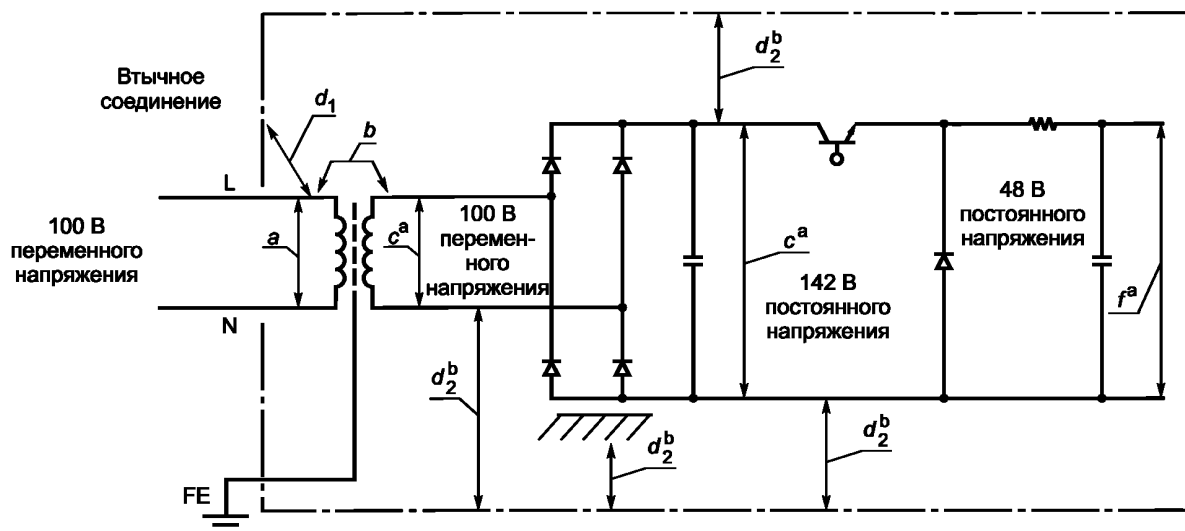 Втычное
соединение
d₁
b
d₂ᵇ
L
100 В
переменного
напряжения
a
cᵃ
100 В
перемен-
ного
напряжения
cᵃ
142 В
постоянного
напряжения
48 В
постоянного
напряжения
fᵃ
N
d₂ᵇ
d₂ᵇ
d₂ᵇ
FE